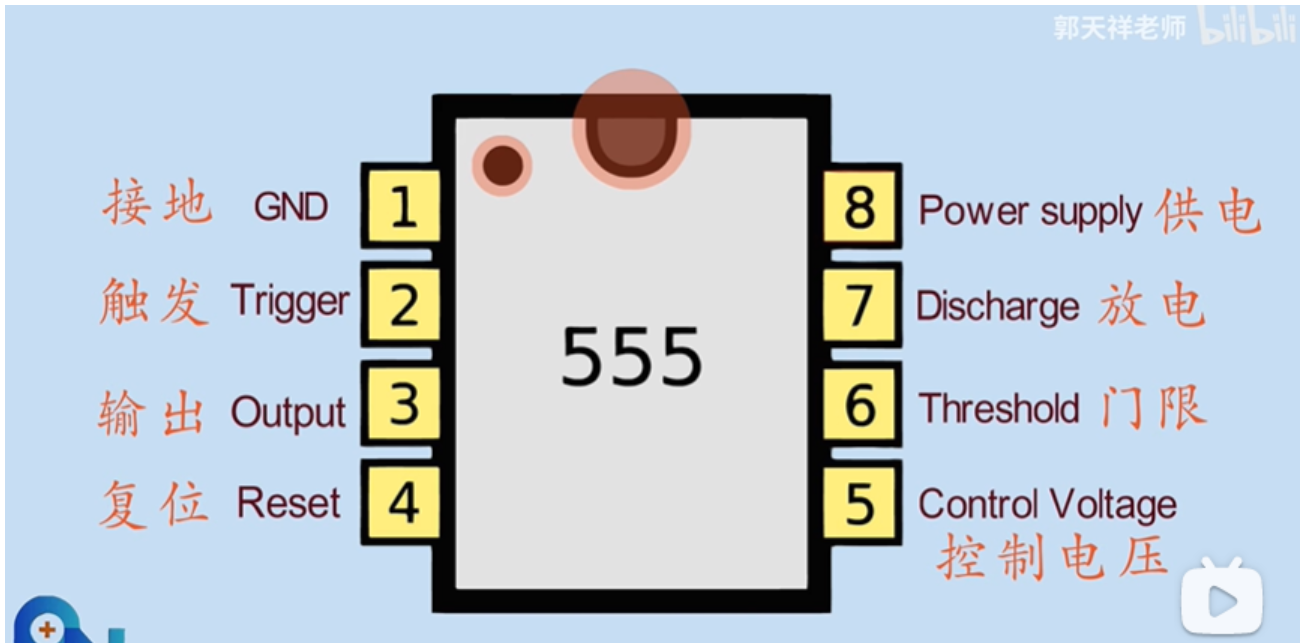 郭天祥老师 bilibili
接地 GND 1
8 Power supply 供电
触发 Trigger 2
7 Discharge 放电
555
输出 Output 3
6 Threshold 门限
复位 Reset 4
5 Control Voltage
控制电压